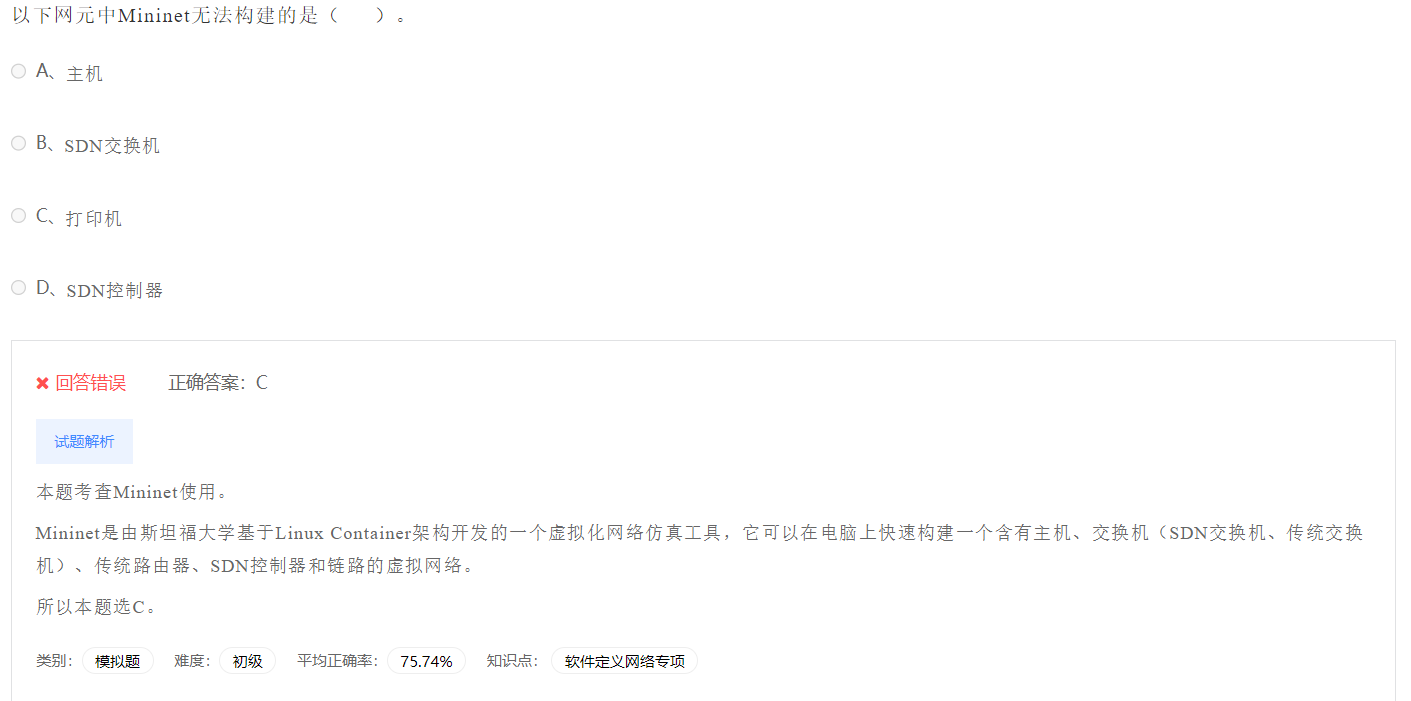 以下网元中Mininet无法构建的是（　　）。
A、主机
B、SDN交换机
C、打印机
D、SDN控制器
回答错误 正确答案：C
试题解析
本题考查Mininet使用。
Mininet是由斯坦福大学基于Linux Container架构开发的一个虚拟化网络仿真工具，它可以在电脑上快速构建一个含有主机、交换机（SDN交换机、传统交换
机）、传统路由器、SDN控制器和链路的虚拟网络。
所以本题选C。
类别： 模拟题 难度： 初级 平均正确率： 75.74% 知识点： 软件定义网络专项